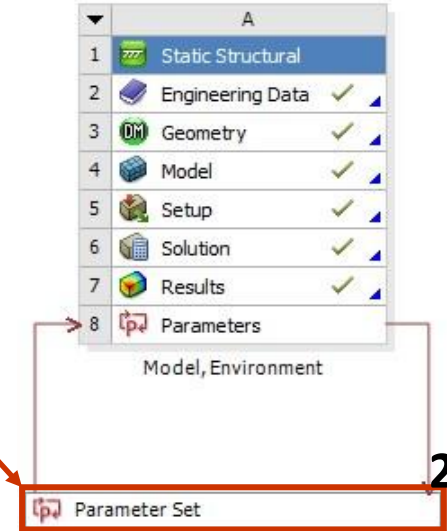 A
1 Static Structural
2 Engineering Data
3 DM Geometry
4 Model
5 Setup
6 Solution
7 Results
8 p Parameters
Model, Environment
2
p Parameter Set